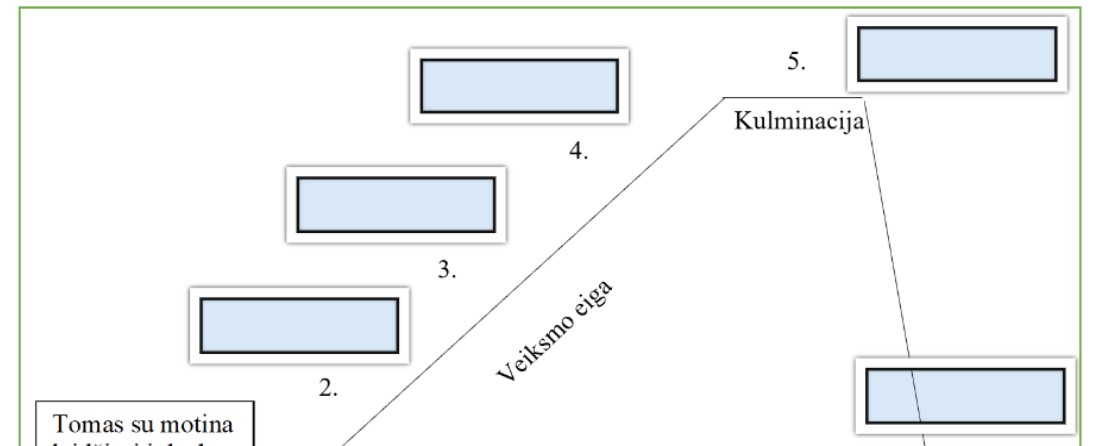 5.
Kulminacija
4.
3.
Veiksmo eiga
2.
Tomas su motina